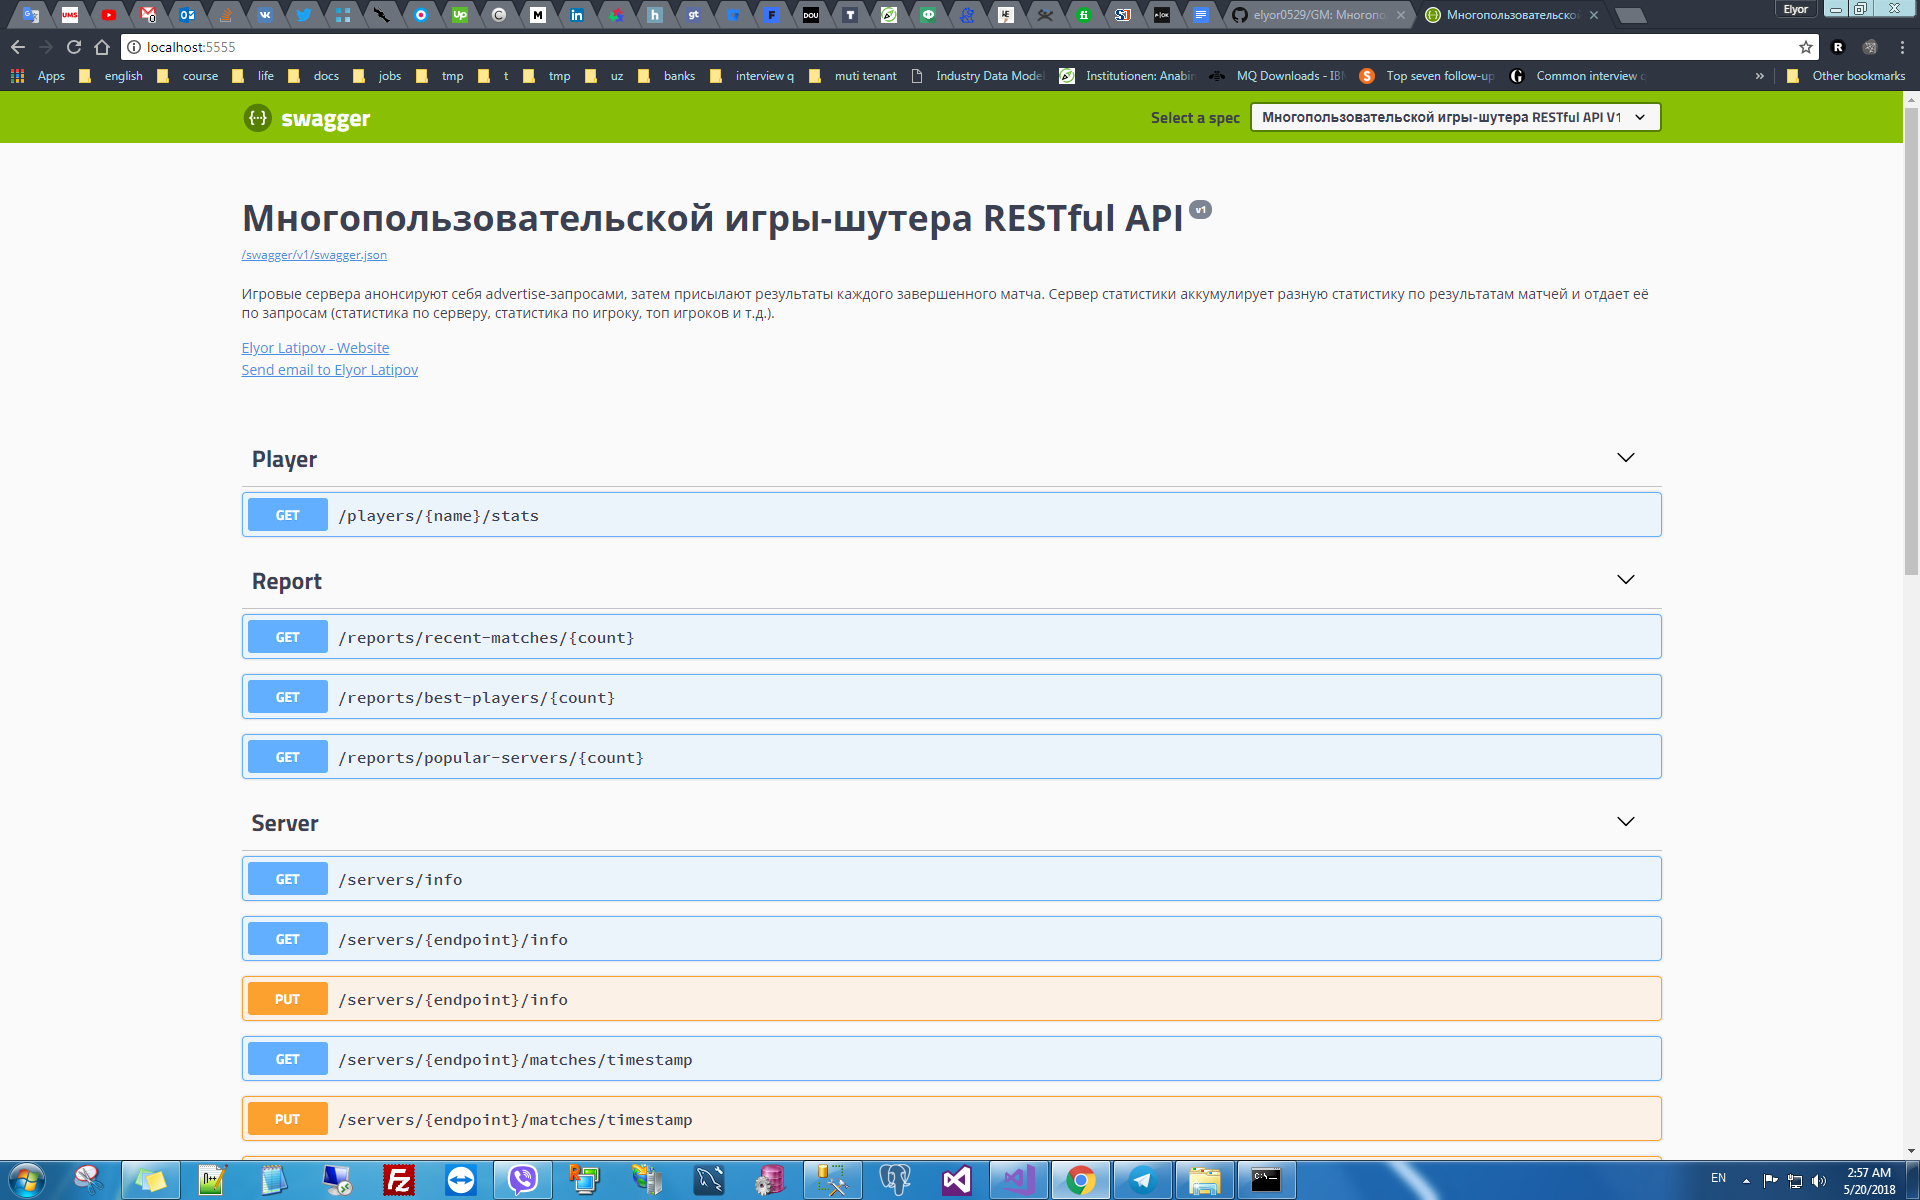 elyor0529/GM: Многопо
Многопользовательско
Elyor
localhost:5555
Apps
english
course
life
docs
jobs
tmp
t
tmp
uz
banks
interview q
muti tenant
Industry Data Model
Institutionen: Anabin
MQ Downloads - IBM
Top seven follow-up
Common interview q
»
Other bookmarks
swagger
Select a spec
Многопользовательской игры-шутера RESTful API V1
Многопользовательской игры-шутера RESTful API v1
/swagger/v1/swagger.json
Игровые сервера анонсируют себя advertise-запросами, затем присылают результаты каждого завершенного матча. Сервер статистики аккумулирует разную статистику по результатам матчей и отдает её
по запросам (статистика по серверу, статистика по игроку, топ игроков и т.д.).
Elyor Latipov - Website
Send email to Elyor Latipov
Player
GET /players/{name}/stats
Report
GET /reports/recent-matches/{count}
GET /reports/best-players/{count}
GET /reports/popular-servers/{count}
Server
GET /servers/info
GET /servers/{endpoint}/info
PUT /servers/{endpoint}/info
GET /servers/{endpoint}/matches/timestamp
PUT /servers/{endpoint}/matches/timestamp
EN
2:57 AM
5/20/2018